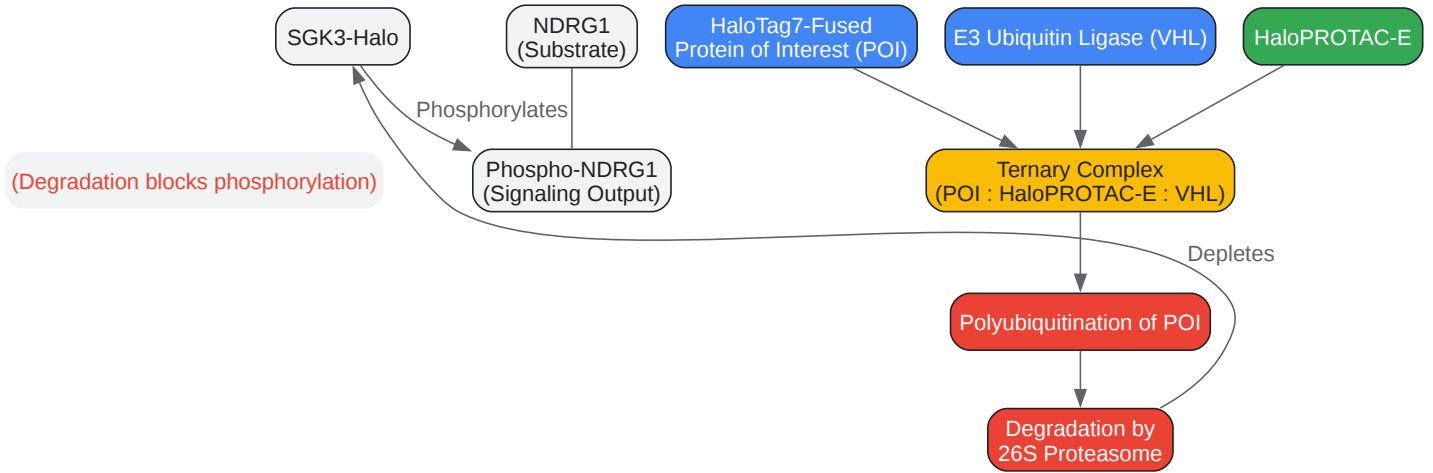 SGK3-Halo
NDRG1
(Substrate)
HaloTag7-Fused
Protein of Interest (POI)
E3 Ubiquitin Ligase (VHL)
HaloPROTAC-E
Phosphorylates
(Degradation blocks phosphorylation)
Phospho-NDRG1
(Signaling Output)
Ternary Complex
(POI : HaloPROTAC-E : VHL)
Depletes
Polyubiquitination of POI
Degradation by
26S Proteasome